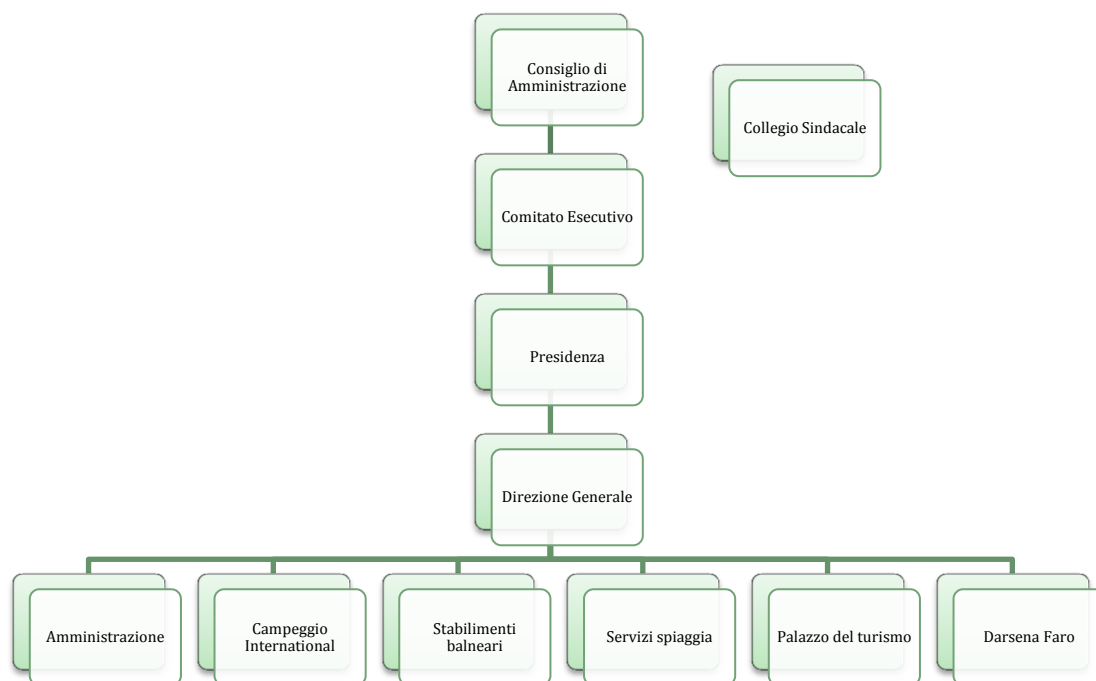 Consiglio di
Amministrazione
Collegio Sindacale
Comitato Esecutivo
Presidenza
Direzione Generale
Amministrazione
Campeggio
International
Stabilimenti
balneari
Servizi spiaggia
Palazzo del turismo
Darsena Faro